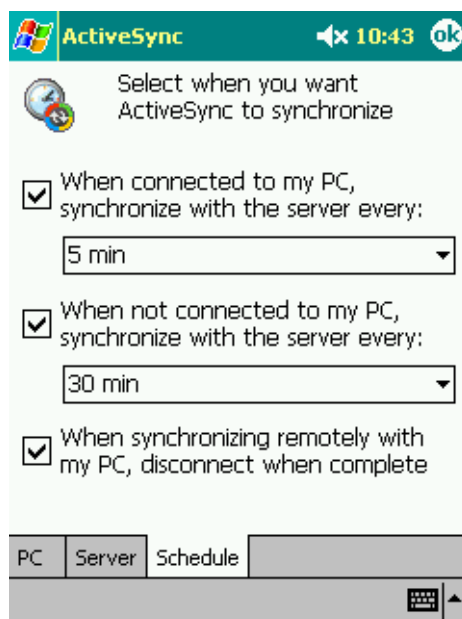 ActiveSync 10:43 ok
Select when you want
ActiveSync to synchronize
When connected to my PC,
synchronize with the server every:
5 min
When not connected to my PC,
synchronize with the server every:
30 min
When synchronizing remotely with
my PC, disconnect when complete
PC Server Schedule